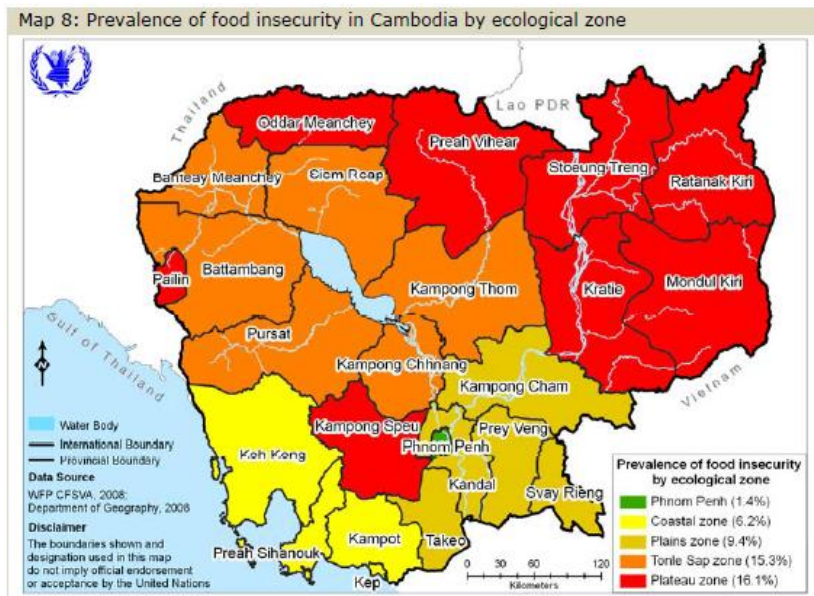 Map 8: Prevalence of food insecurity in Cambodia by ecological zone
Thailand
Lao PDR
Oddar Meanchey
Preah Vihear
Stoeung Treng
Ratanak Kiri
Banteay Meanchey
Siem Reap
Pailin
Battambang
Kampong Thom
Kratie
Mondul Kiri
Gulf of Thailand
Pursat
Kampong Chhnang
Kampong Cham
Vietnam
N
Kampong Speu
Prey Veng
Phnom Penh
Koh Kong
Kandal
Svay Rieng
Preah Sihanouk
Kampot
Takeo
Kep
Water Body
International Boundary
Provincial Boundary
Data Source
WFP CFSVA, 2008;
Department of Geography, 2008
Disclaimer
The boundaries shown and
designation used in this map
do not imply official endorsement
or acceptance by the United Nations
0 30 60 120
Kilometers
Prevalence of food insecurity
by ecological zone
Phnom Penh (1.4%)
Coastal zone (6.2%)
Plains zone (9.4%)
Tonle Sap zone (15.3%)
Plateau zone (16.1%)